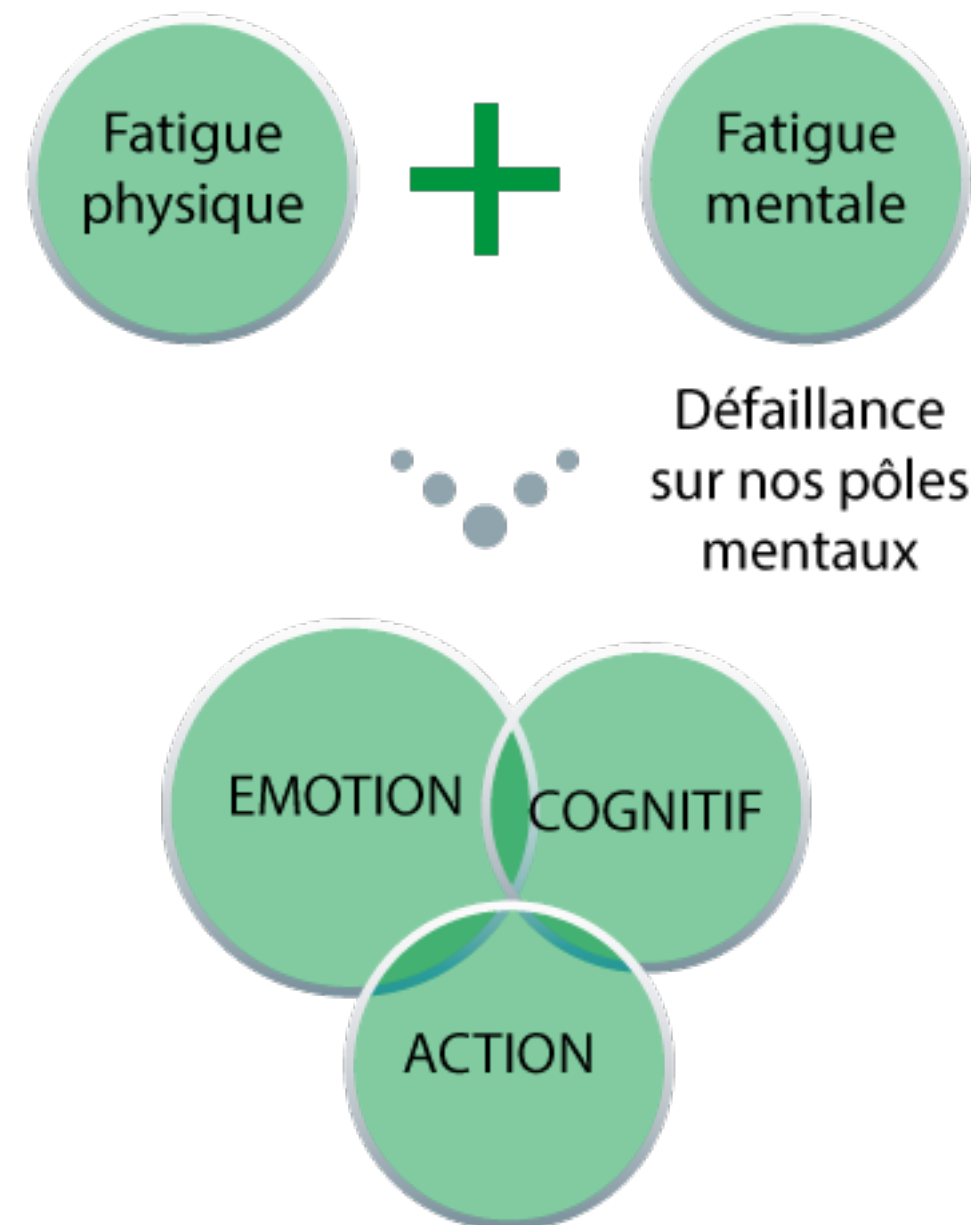 Fatigue
physique
Fatigue
mentale
Défaillance
sur nos pôles
mentaux
EMOTION
COGNITIF
ACTION